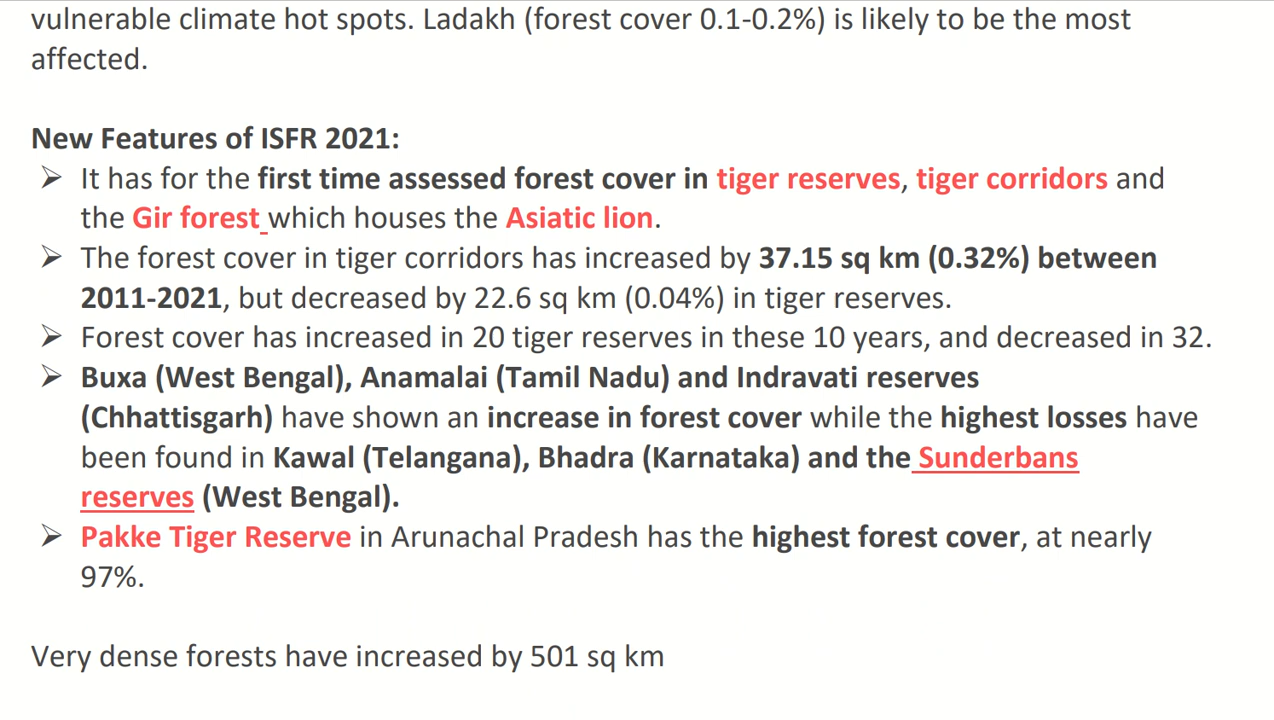 vulnerable climate hot spots. Ladakh (forest cover 0.1-0.2%) is likely to be the most
affected.
New Features of ISFR 2021:
➢ It has for the first time assessed forest cover in tiger reserves, tiger corridors and
the Gir forest which houses the Asiatic lion.
➢ The forest cover in tiger corridors has increased by 37.15 sq km (0.32%) between
2011-2021, but decreased by 22.6 sq km (0.04%) in tiger reserves.
➢ Forest cover has increased in 20 tiger reserves in these 10 years, and decreased in 32.
➢ Buxa (West Bengal), Anamalai (Tamil Nadu) and Indravati reserves
(Chhattisgarh) have shown an increase in forest cover while the highest losses have
been found in Kawal (Telangana), Bhadra (Karnataka) and the Sunderbans
reserves (West Bengal).
➢ Pakke Tiger Reserve in Arunachal Pradesh has the highest forest cover, at nearly
97%.
Very dense forests have increased by 501 sq km